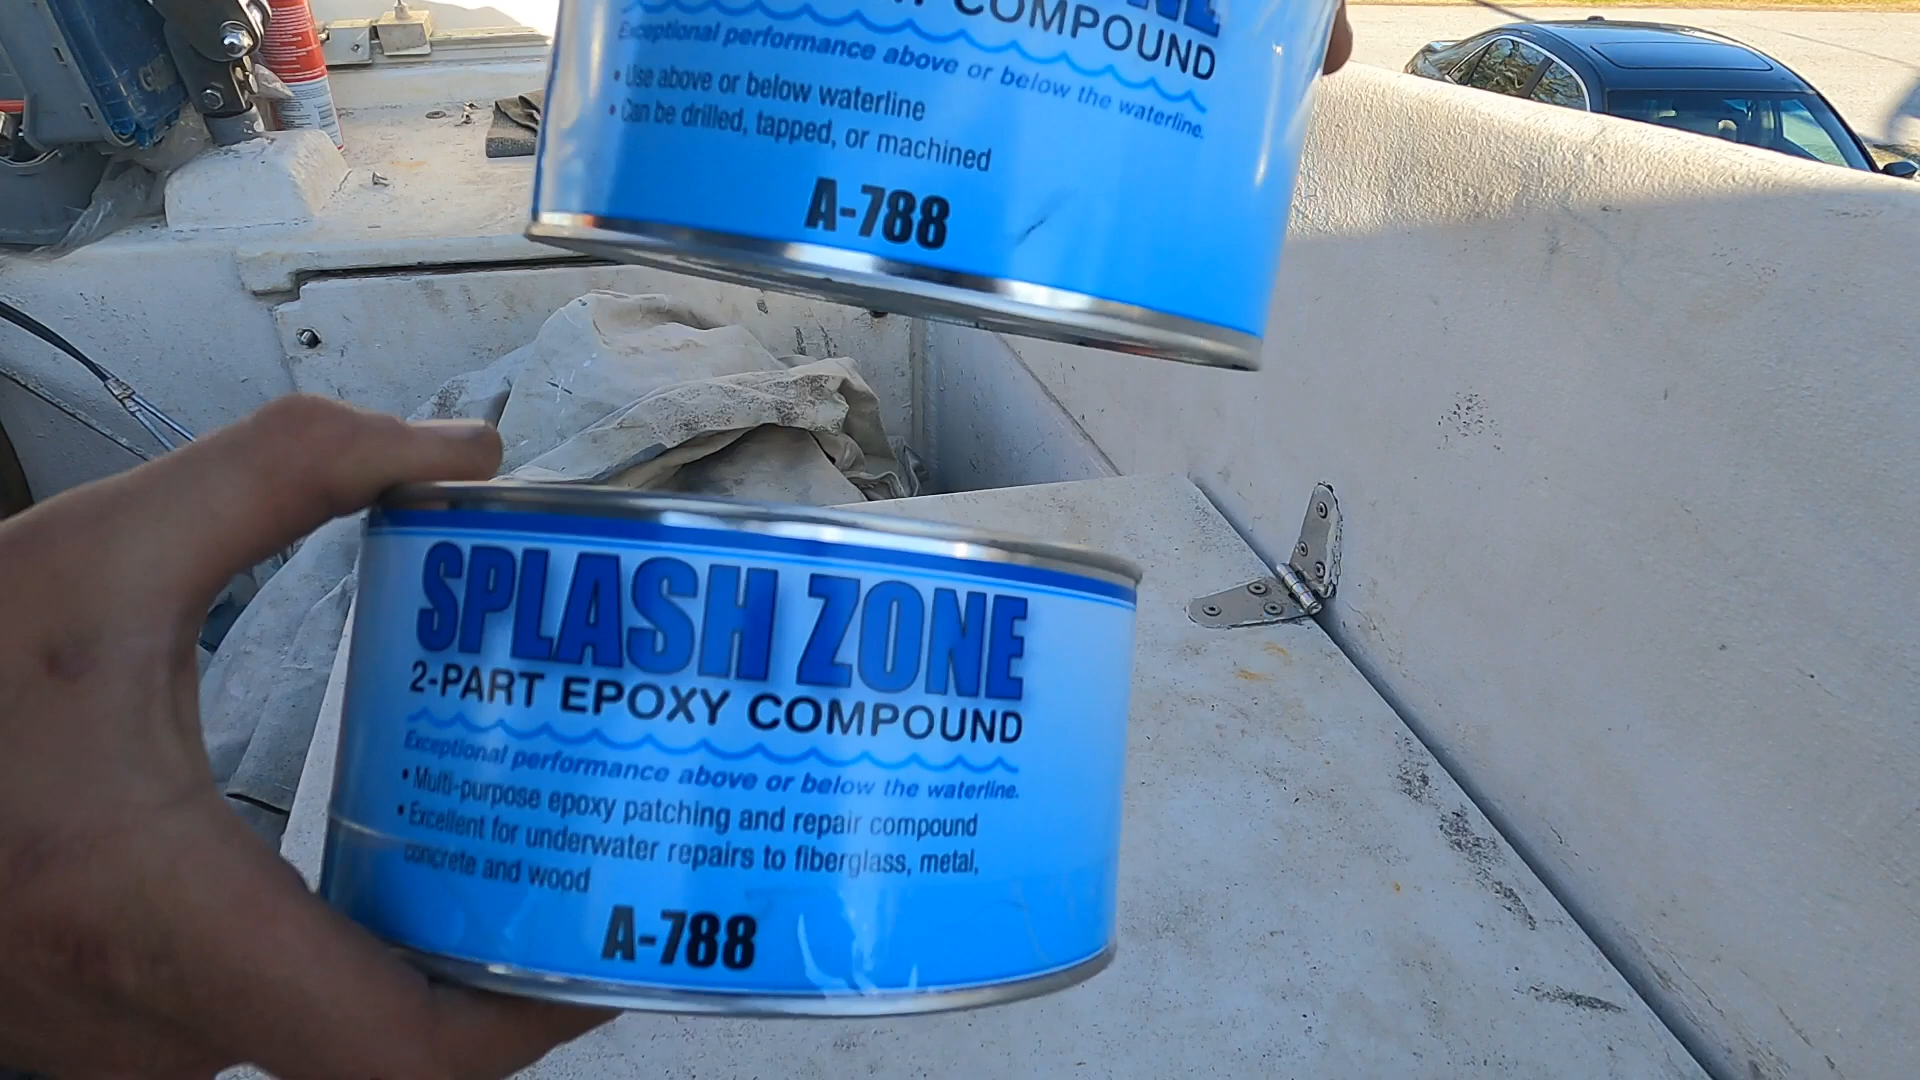 NE
COMPOUND
Exceptional performance above or below the waterline.
• Use above or below waterline
• Can be drilled, tapped, or machined
A-788
SPLASH ZONE
2-PART EPOXY COMPOUND
Exceptional performance above or below the waterline.
• Multi-purpose epoxy patching and repair compound
• Excellent for underwater repairs to fiberglass, metal,
concrete and wood
A-788